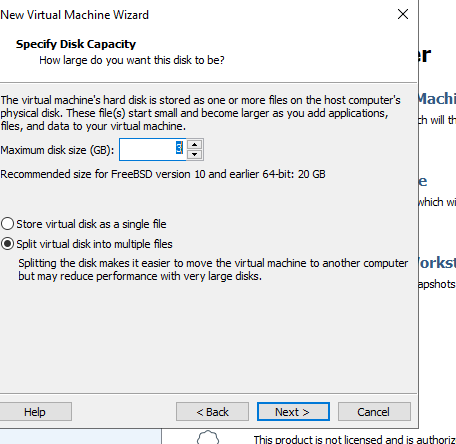 New Virtual Machine Wizard
er
Specify Disk Capacity
How large do you want this disk to be?
The virtual machine's hard disk is stored as one or more files on the host computer's
physical disk. These file(s) start small and become larger as you add applications,
files, and data to your virtual machine.
Maximum disk size (GB): 3
Recommended size for FreeBSD version 10 and earlier 64-bit: 20 GB
Store virtual disk as a single file
Split virtual disk into multiple files
Splitting the disk makes it easier to move the virtual machine to another computer
but may reduce performance with very large disks.
Help
< Back
Next >
Cancel
Machi
ch will th
e
which wi
Workst
apshots
This product is not licensed and is authoriz